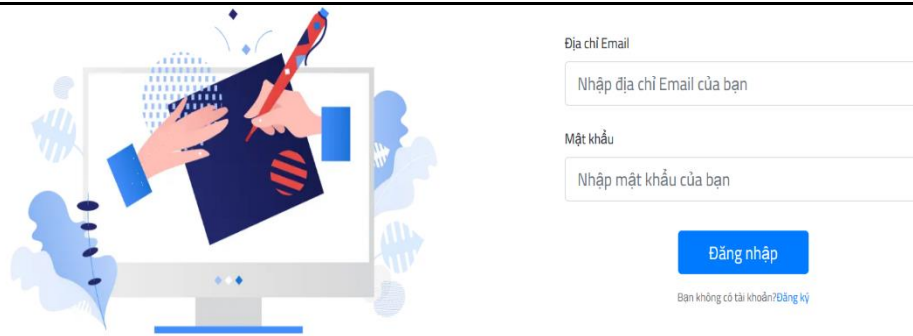 Địa chỉ Email
Nhập địa chỉ Email của bạn
Mật khẩu
Nhập mật khẩu của bạn
Đăng nhập
Bạn không có tài khoản?Đăng ký